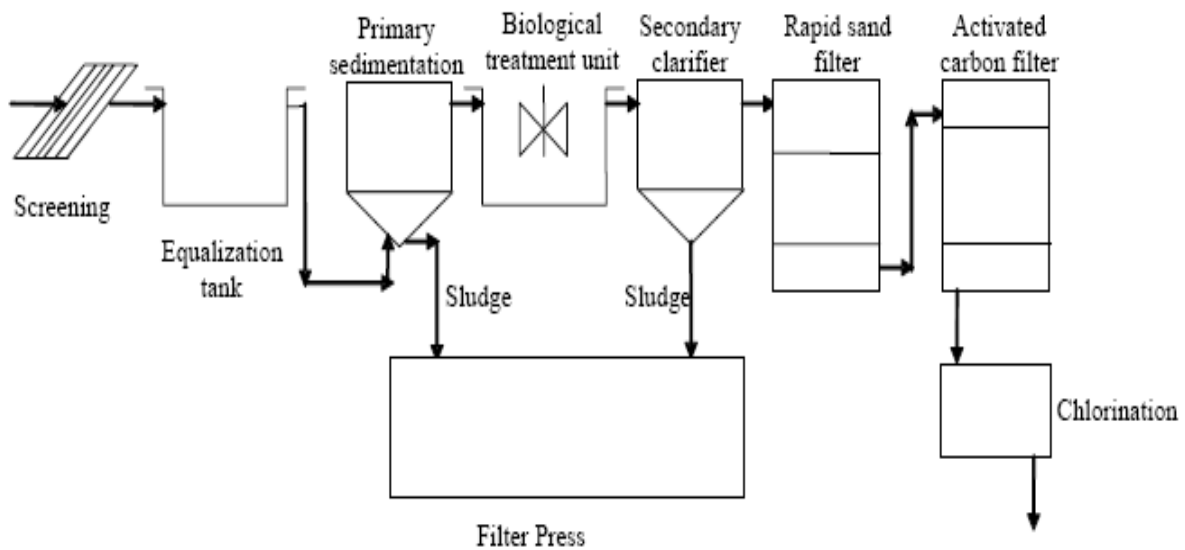 Primary
sedimentation
Biological
treatment unit
Secondary
clarifier
Rapid sand
filter
Activated
carbon filter
Screening
Equalization
tank
Sludge
Sludge
Chlorination
Filter Press